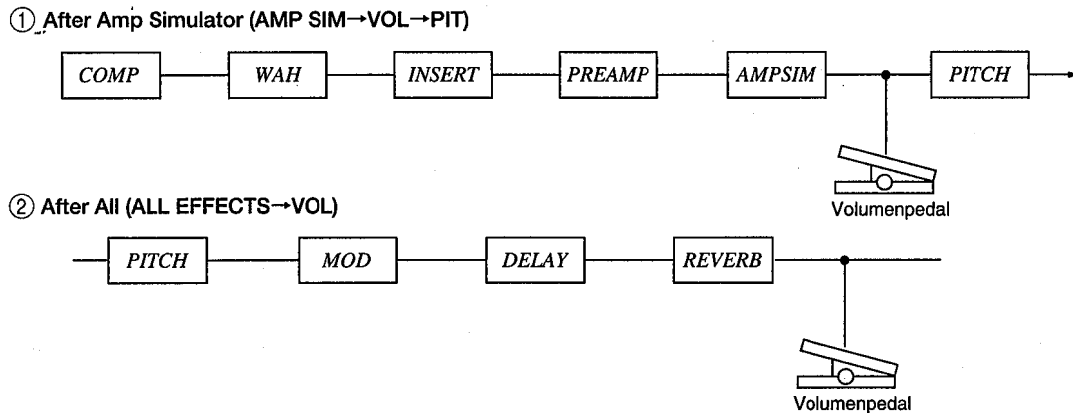 ① After Amp Simulator (AMP SIM→VOL→PIT)
COMP WAH INSERT PREAMP AMPSIM PITCH
Volumenpedal
② After All (ALL EFFECTS→VOL)
PITCH MOD DELAY REVERB
Volumenpedal